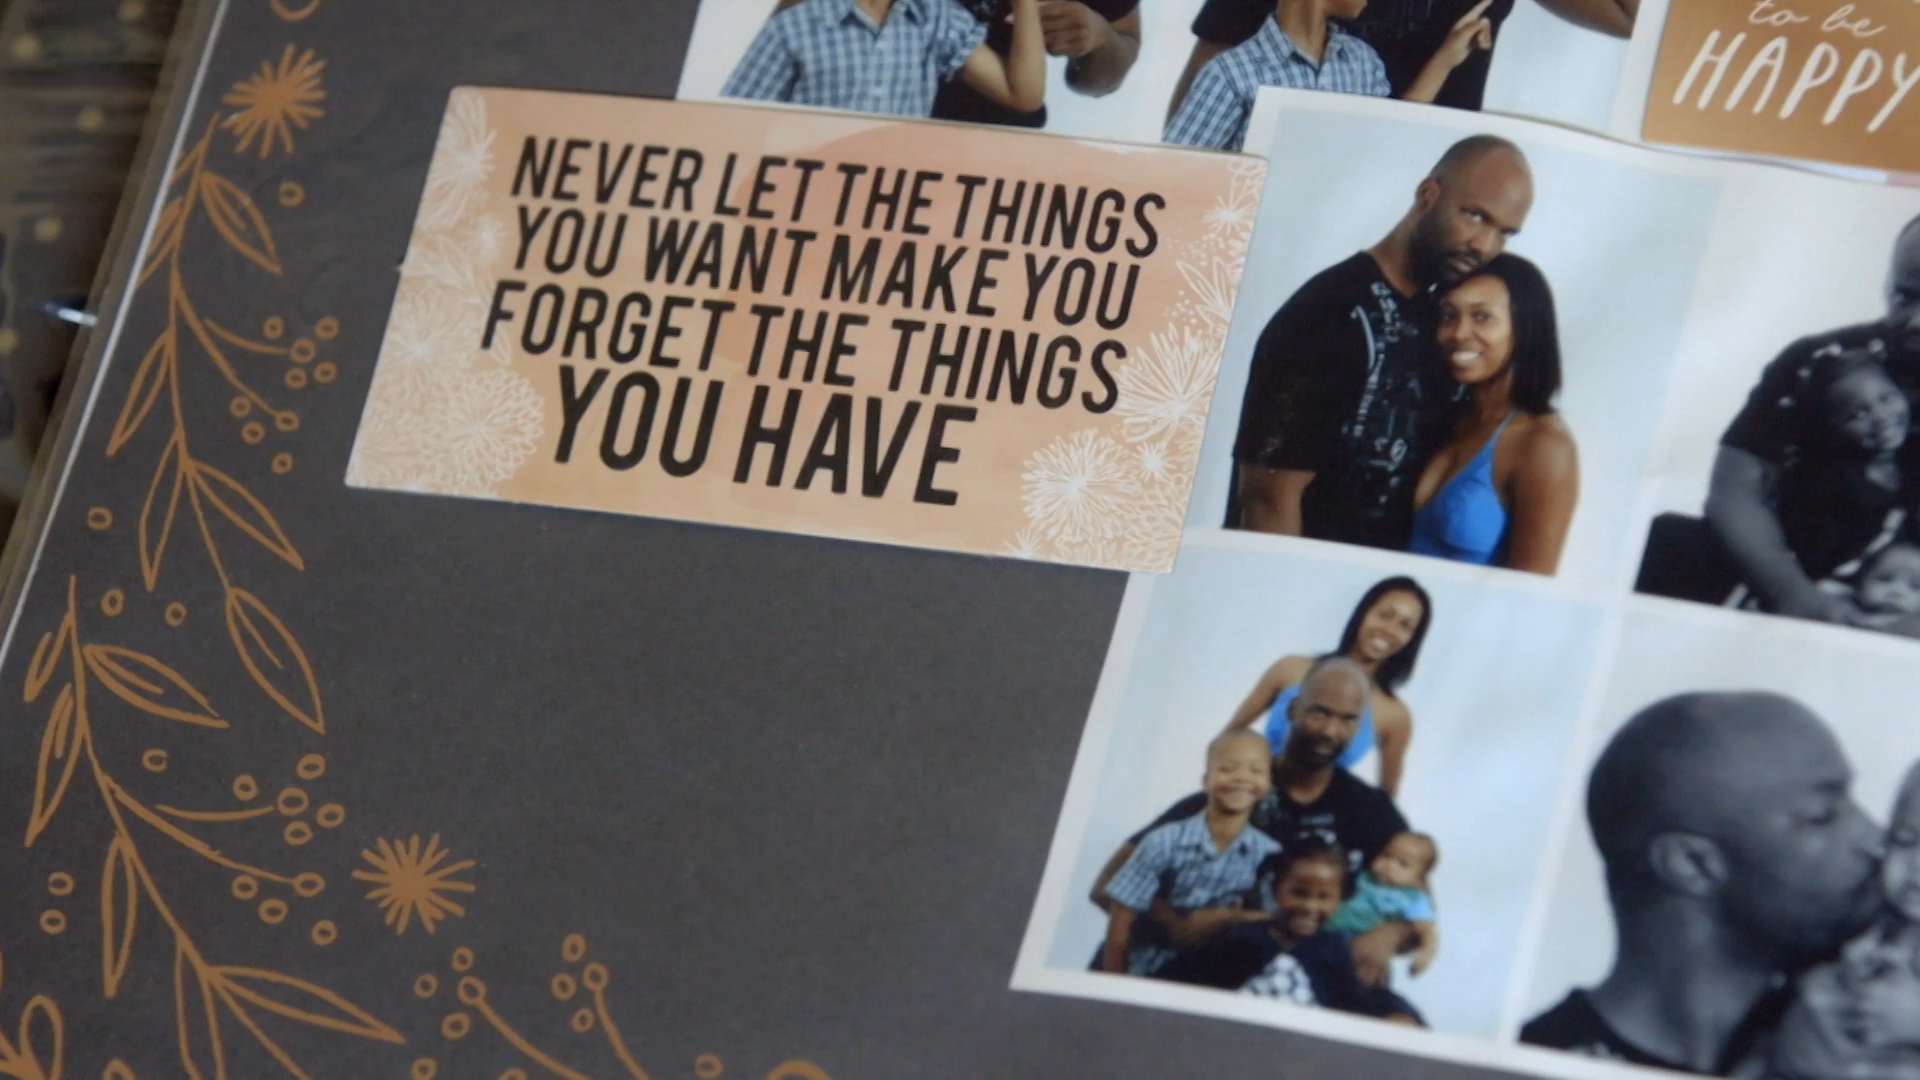 to be
HAPPY
NEVER LET THE THINGS
YOU WANT MAKE YOU
FORGET THE THINGS
YOU HAVE